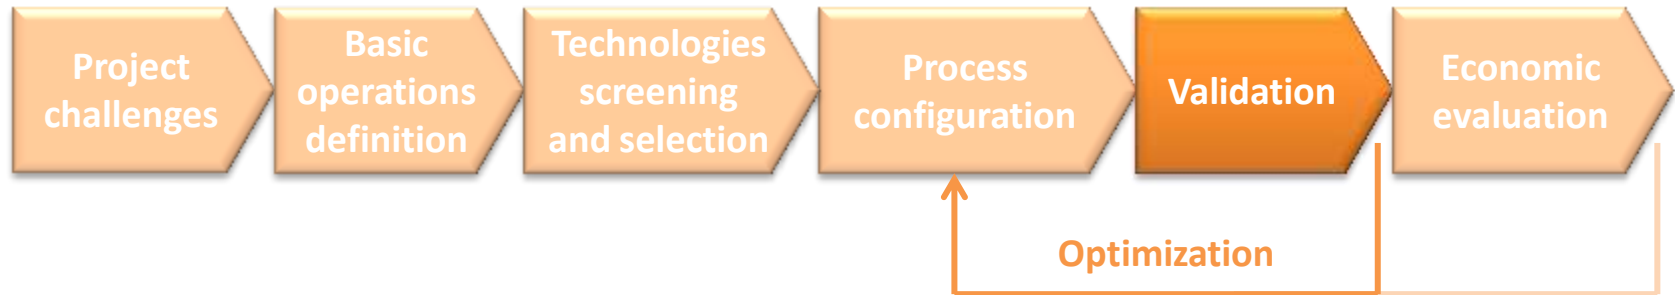 Project
challenges
Basic
operations
definition
Technologies
screening
and selection
Process
configuration
Validation
Economic
evaluation
Optimization